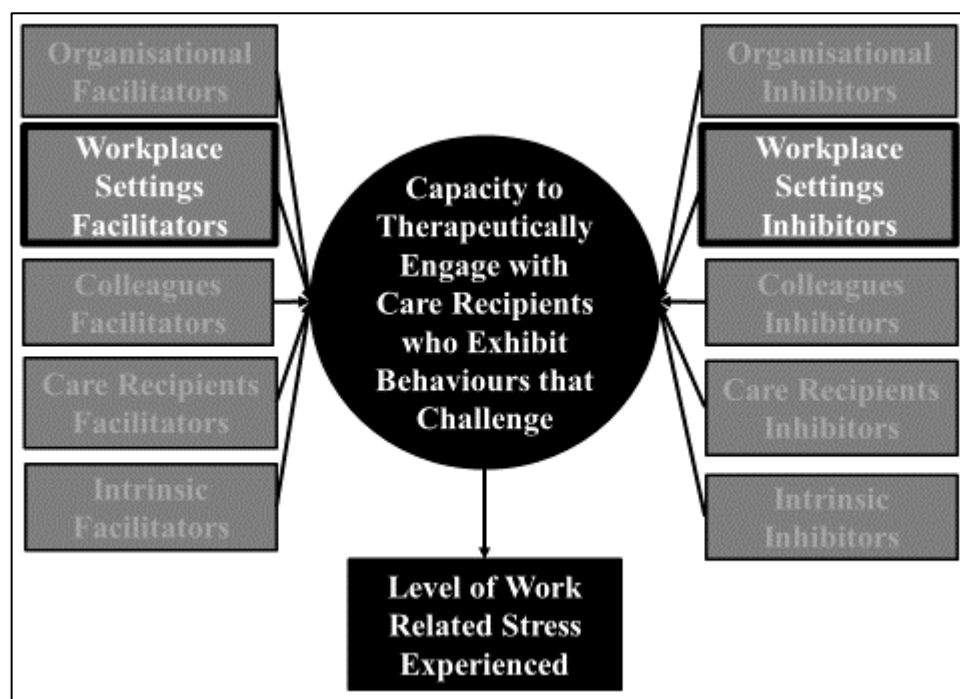 Organisational
Facilitators
Workplace
Settings
Facilitators
Colleagues
Facilitators
Care Recipients
Facilitators
Intrinsic
Facilitators
Capacity to
Therapeutically
Engage with
Care Recipients
who Exhibit
Behaviours that
Challenge
Level of Work
Related Stress
Experienced
Organisational
Inhibitors
Workplace
Settings
Inhibitors
Colleagues
Inhibitors
Care Recipients
Inhibitors
Intrinsic
Inhibitors